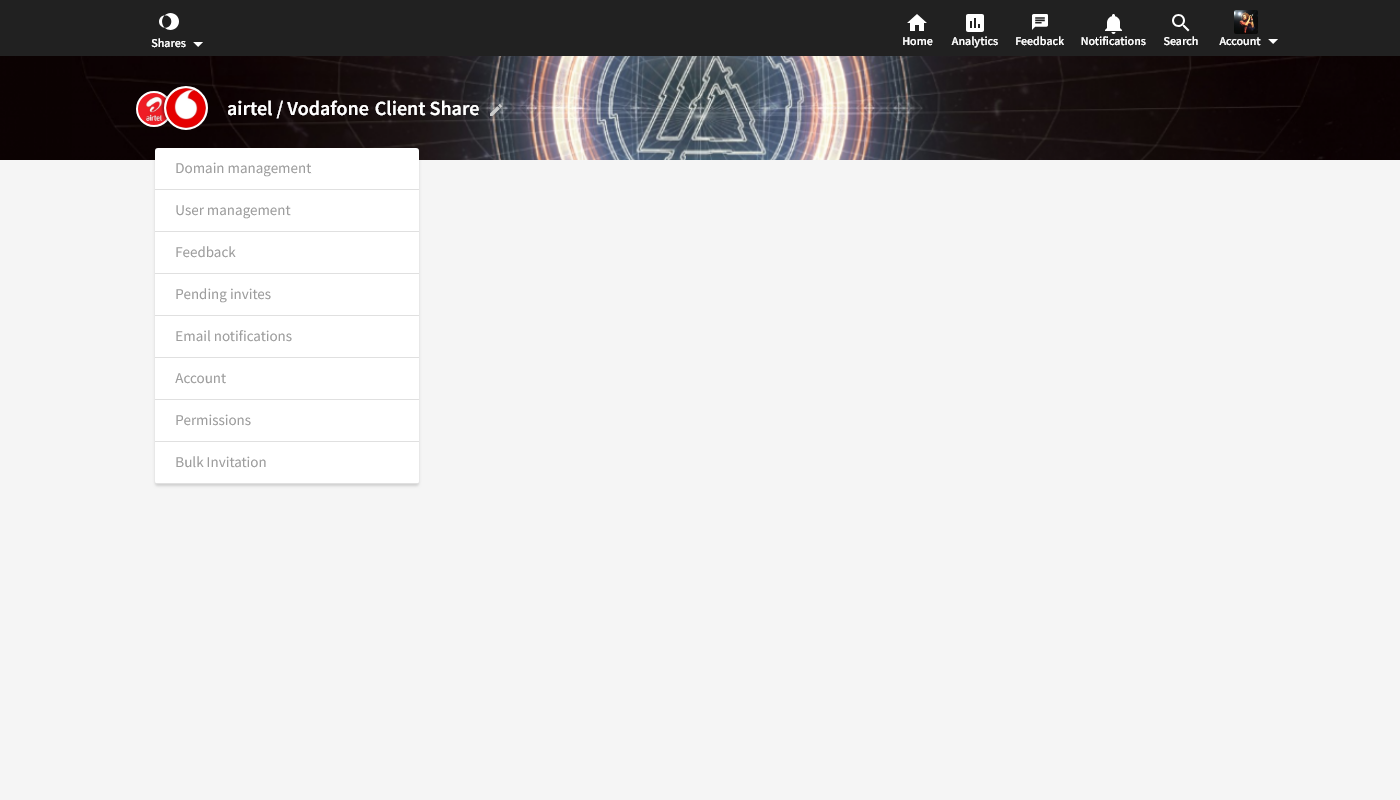 Shares
Home
Analytics
Feedback
Notifications
Search
Account
airtel
airtel / Vodafone Client Share
Domain management
User management
Feedback
Pending invites
Email notifications
Account
Permissions
Bulk Invitation